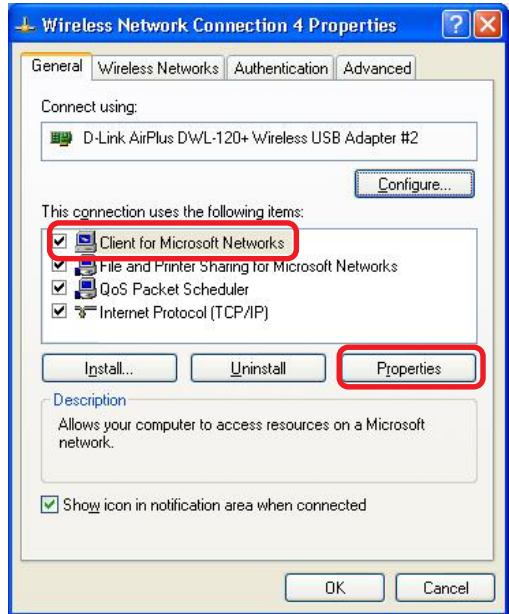 Wireless Network Connection 4 Properties
General Wireless Networks Authentication Advanced
Connect using:
D-Link AirPlus DWL-120+ Wireless USB Adapter #2
Configure...
This connection uses the following items:
Client for Microsoft Networks
File and Printer Sharing for Microsoft Networks
QoS Packet Scheduler
Internet Protocol (TCP/IP)
Install... Uninstall Properties
Description
Allows your computer to access resources on a Microsoft
network.
Show icon in notification area when connected
OK Cancel